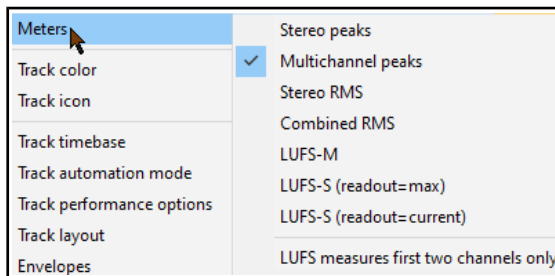 Meters
Track color
Track icon
Track timebase
Track automation mode
Track performance options
Track layout
Envelopes
Stereo peaks
Multichannel peaks
Stereo RMS
Combined RMS
LUFS-M
LUFS-S (readout=max)
LUFS-S (readout=current)
LUFS measures first two channels only